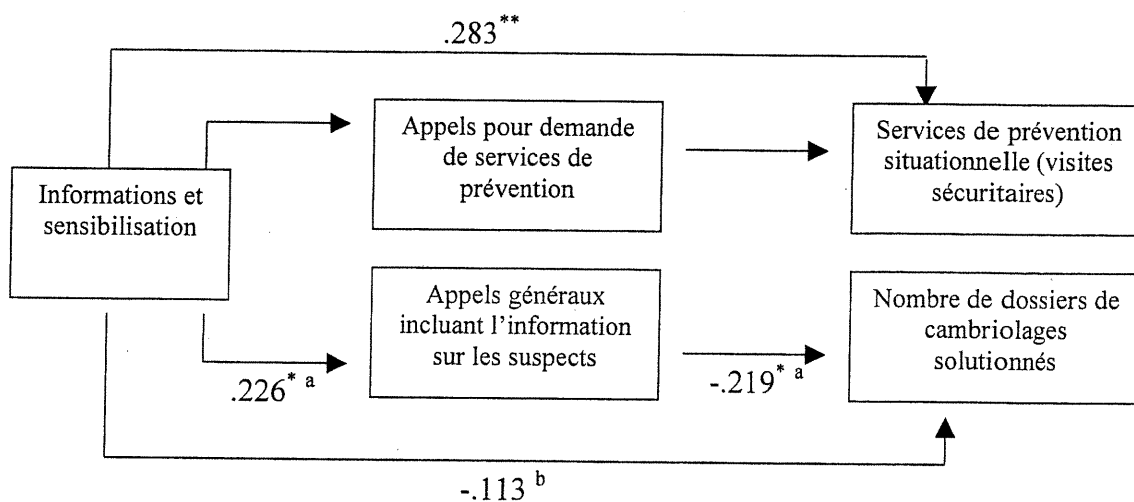 .283**
Appels pour demande
de services de
prévention
Services de prévention
situationnelle (visites
sécuritaires)
Informations et
sensibilisation
Appels généraux
incluant l'information
sur les suspects
Nombre de dossiers de
cambriolages
solutionnés
.226* a
-.219* a
-.113 b